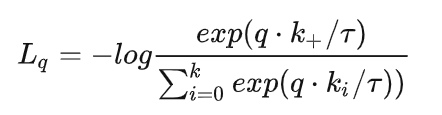 L_q = -log \frac{exp(q \cdot k_+/\tau)}{\sum_{i=0}^{k} exp(q \cdot k_i/\tau))}